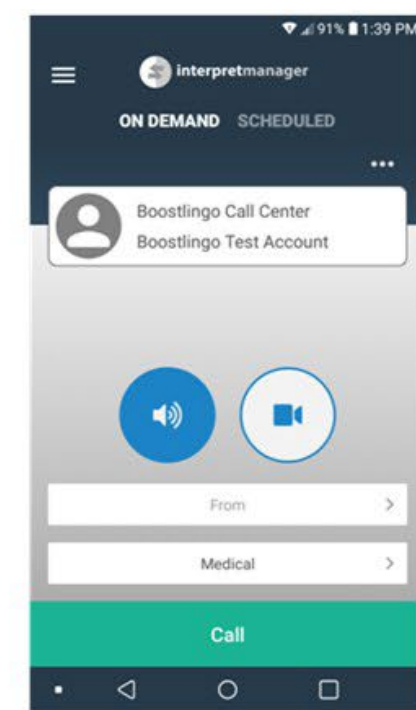 91% 1:39 PM
interpretmanager
ON DEMAND SCHEDULED
Boostlingo Call Center
Boostlingo Test Account
From
Medical
Call